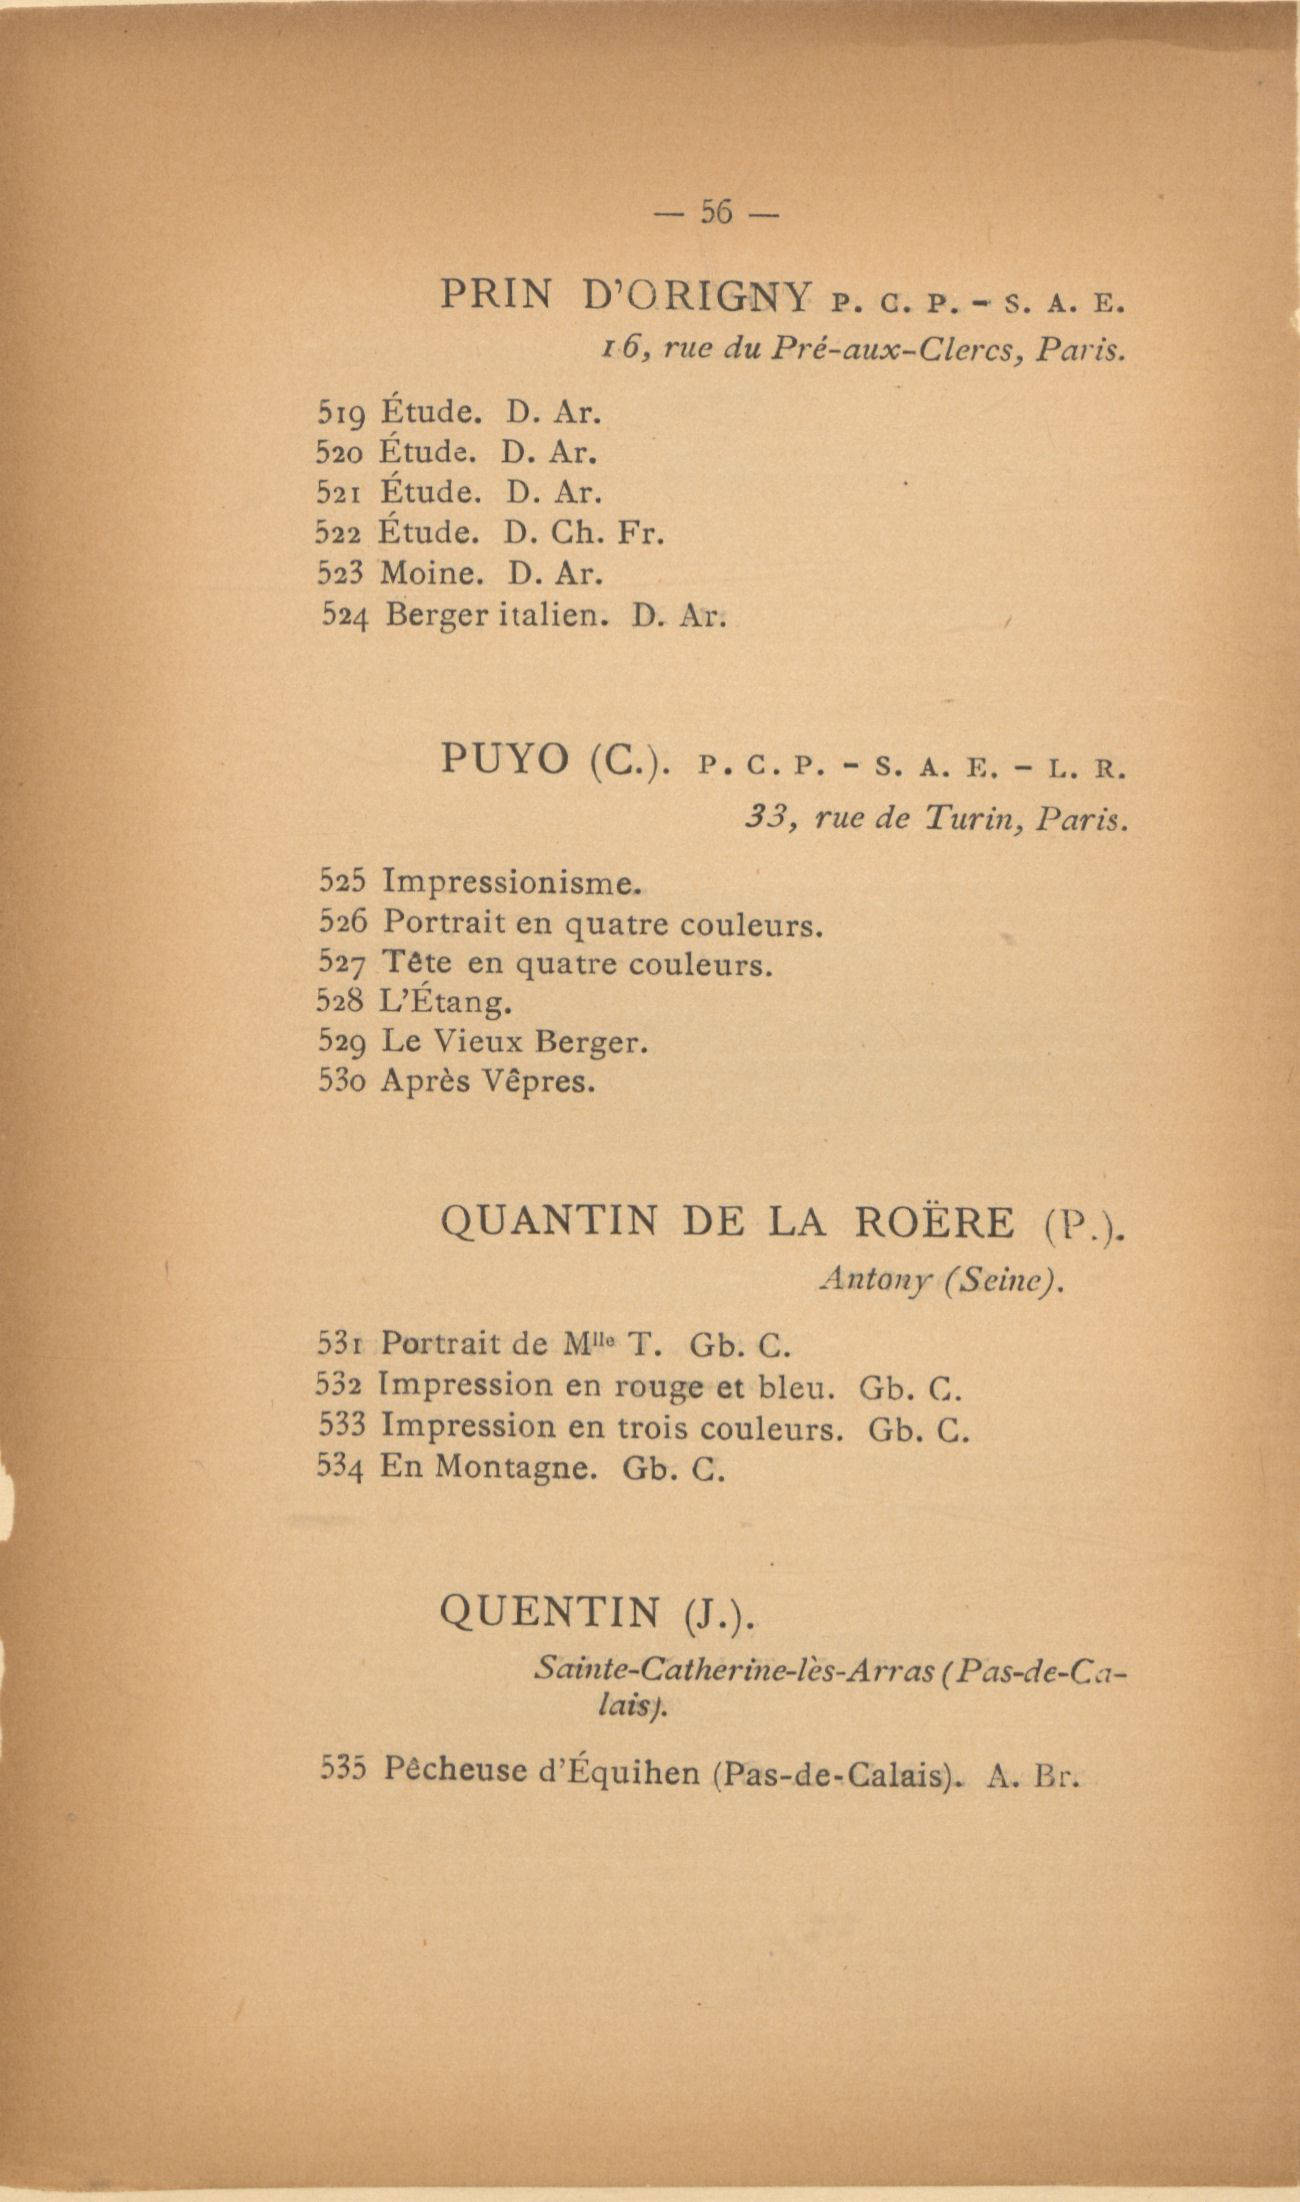 — 56 —
PRIN D'ORIGNY P. C. P. - S. A. E.
16, rue du Pré-aux-Clercs, Paris.
519 Étude. D. Ar.
520 Étude. D. Ar.
521 Étude. D. Ar.
522 Étude. D. Ch. Fr.
523 Moine. D. Ar.
524 Berger italien. D. Ar.
PUYO (C.). P. C. P. - S. A. E. - L. R.
33, rue de Turin, Paris.
525 Impressionisme.
526 Portrait en quatre couleurs.
527 Tête en quatre couleurs.
528 L'Étang.
529 Le Vieux Berger.
530 Après Vêpres.
QUANTIN DE LA ROËRE (P.).
Antony (Seine).
531 Portrait de Mlle T. Gb. C.
532 Impression en rouge et bleu. Gb. C.
533 Impression en trois couleurs. Gb. C.
534 En Montagne. Gb. C.
QUENTIN (J.).
Sainte-Catherine-lès-Arras (Pas-de-Ca-
lais).
535 Pêcheuse d'Équihen (Pas-de-Calais). A. Br.